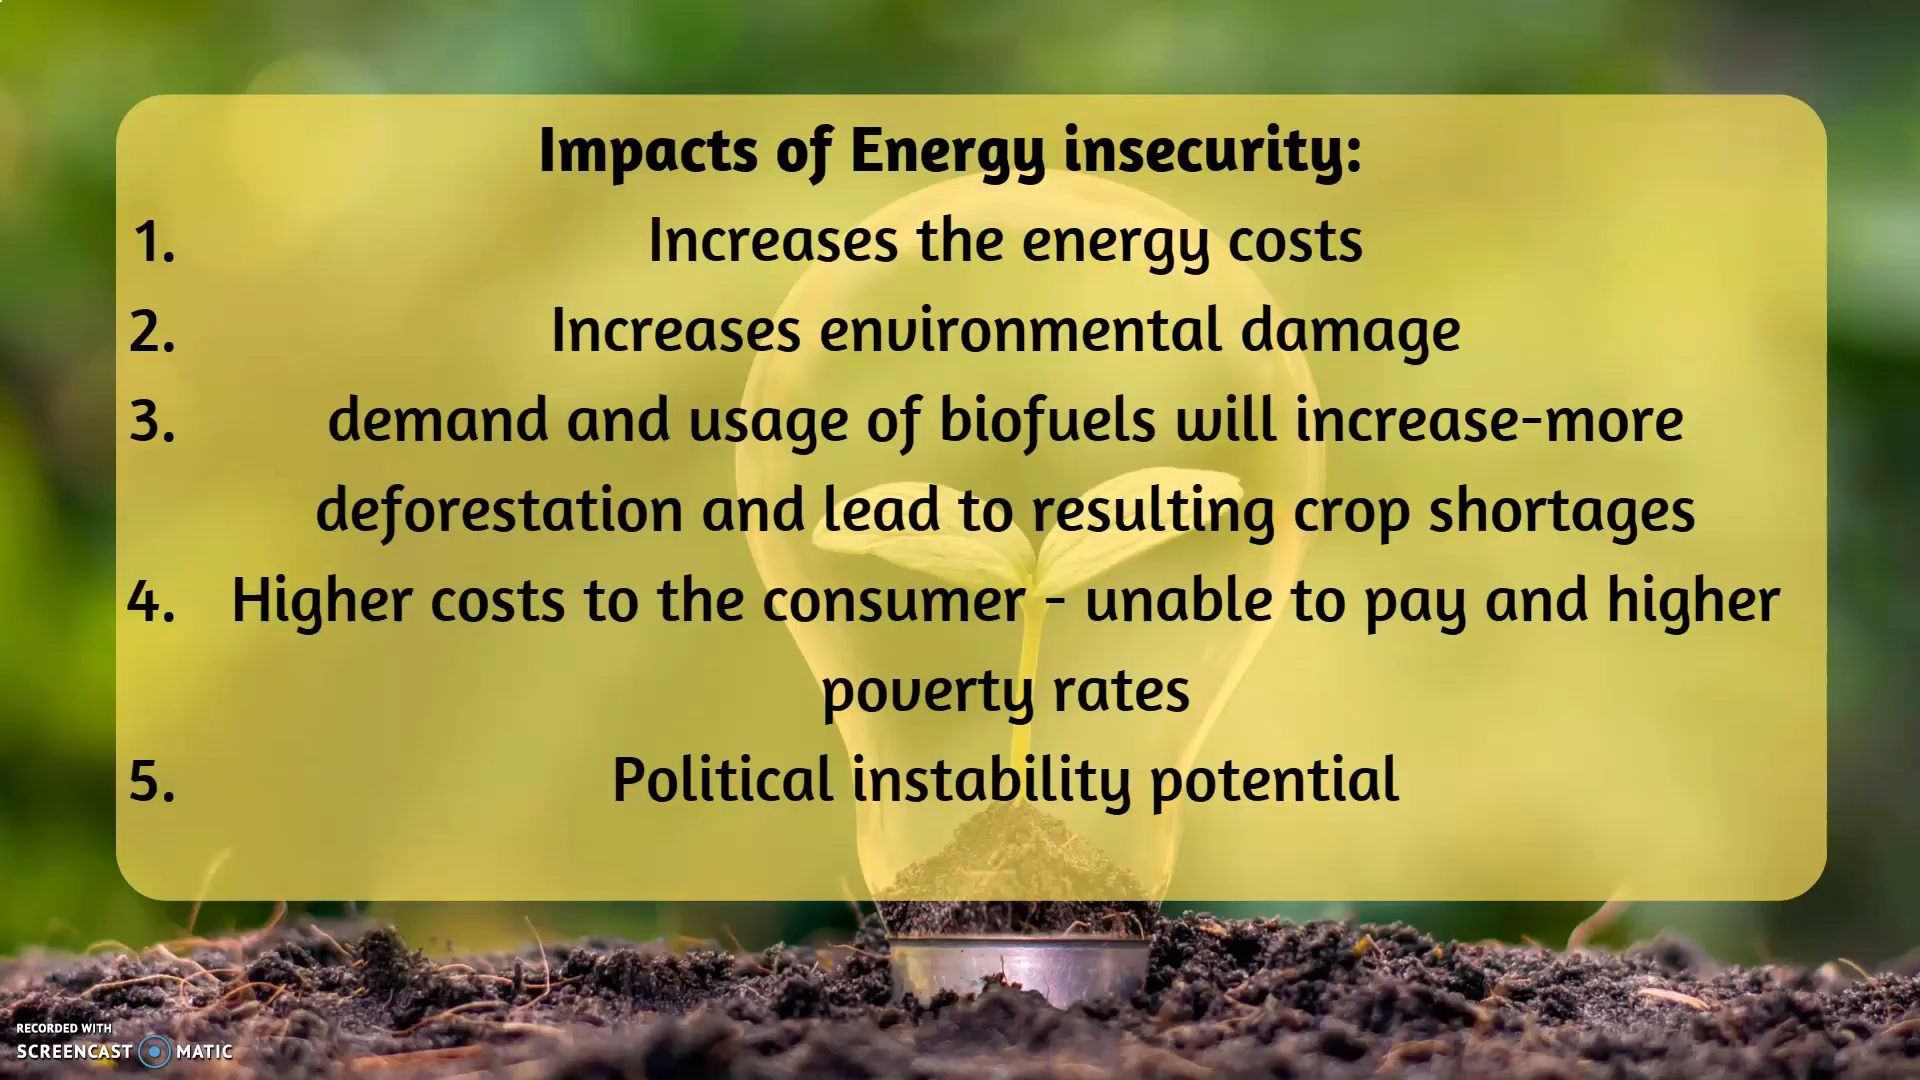 Impacts of Energy insecurity:
1. Increases the energy costs
2. Increases environmental damage
3. demand and usage of biofuels will increase-more
deforestation and lead to resulting crop shortages
4. Higher costs to the consumer - unable to pay and higher
poverty rates
5. Political instability potential
RECORDED WITH
SCREENCAST MATIC